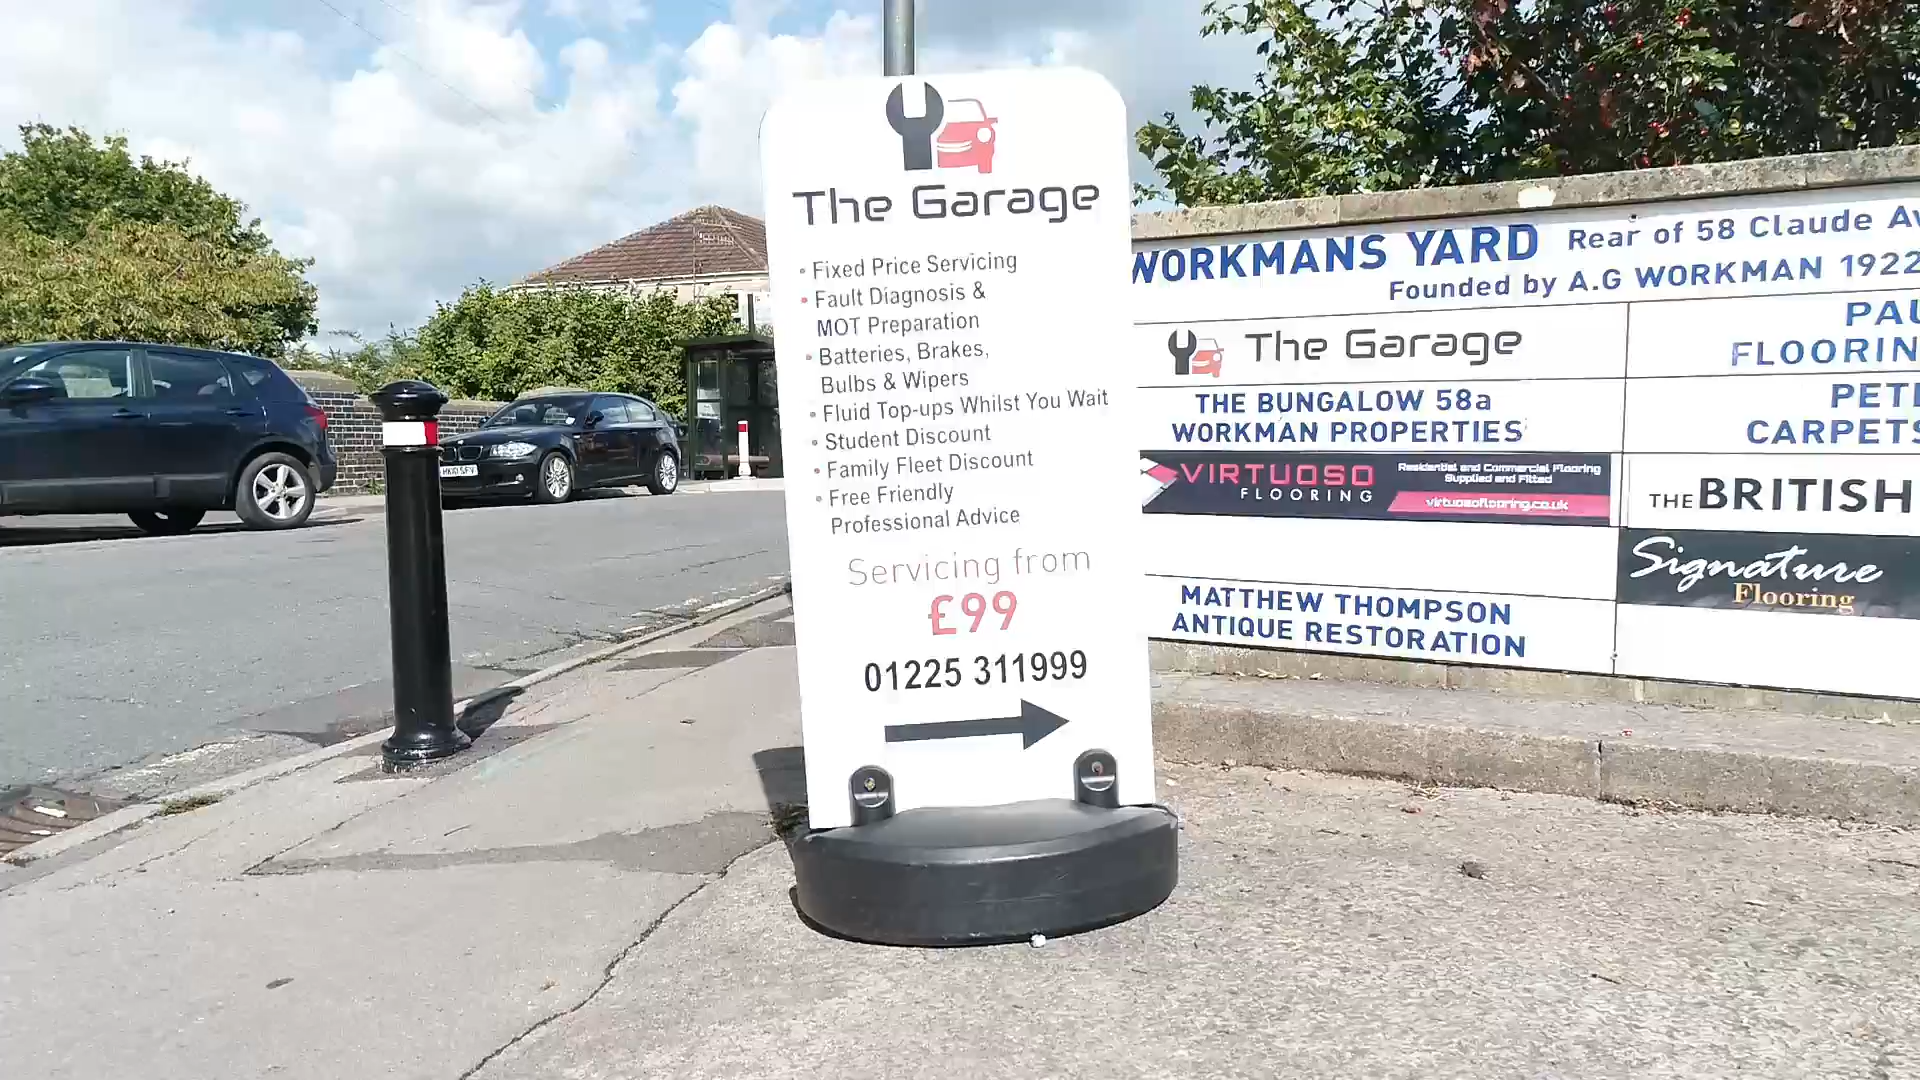 The Garage
• Fixed Price Servicing
• Fault Diagnosis &
MOT Preparation
• Batteries, Brakes,
Bulbs & Wipers
• Fluid Top-ups Whilst You Wait
• Student Discount
• Family Fleet Discount
• Free Friendly
Professional Advice
Servicing from
£99
01225 311999
WORKMANS YARD Rear of 58 Claude Av
Founded by A.G WORKMAN 1922
The Garage
THE BUNGALOW 58a
WORKMAN PROPERTIES
VIRTUOSO
FLOORING
Residential and Commercial Flooring
Supplied and Fitted
virtuosoflooring.co.uk
MATTHEW THOMPSON
ANTIQUE RESTORATION
PAU
FLOORIN
PET
CARPETS
THE BRITISH
Signature
Flooring